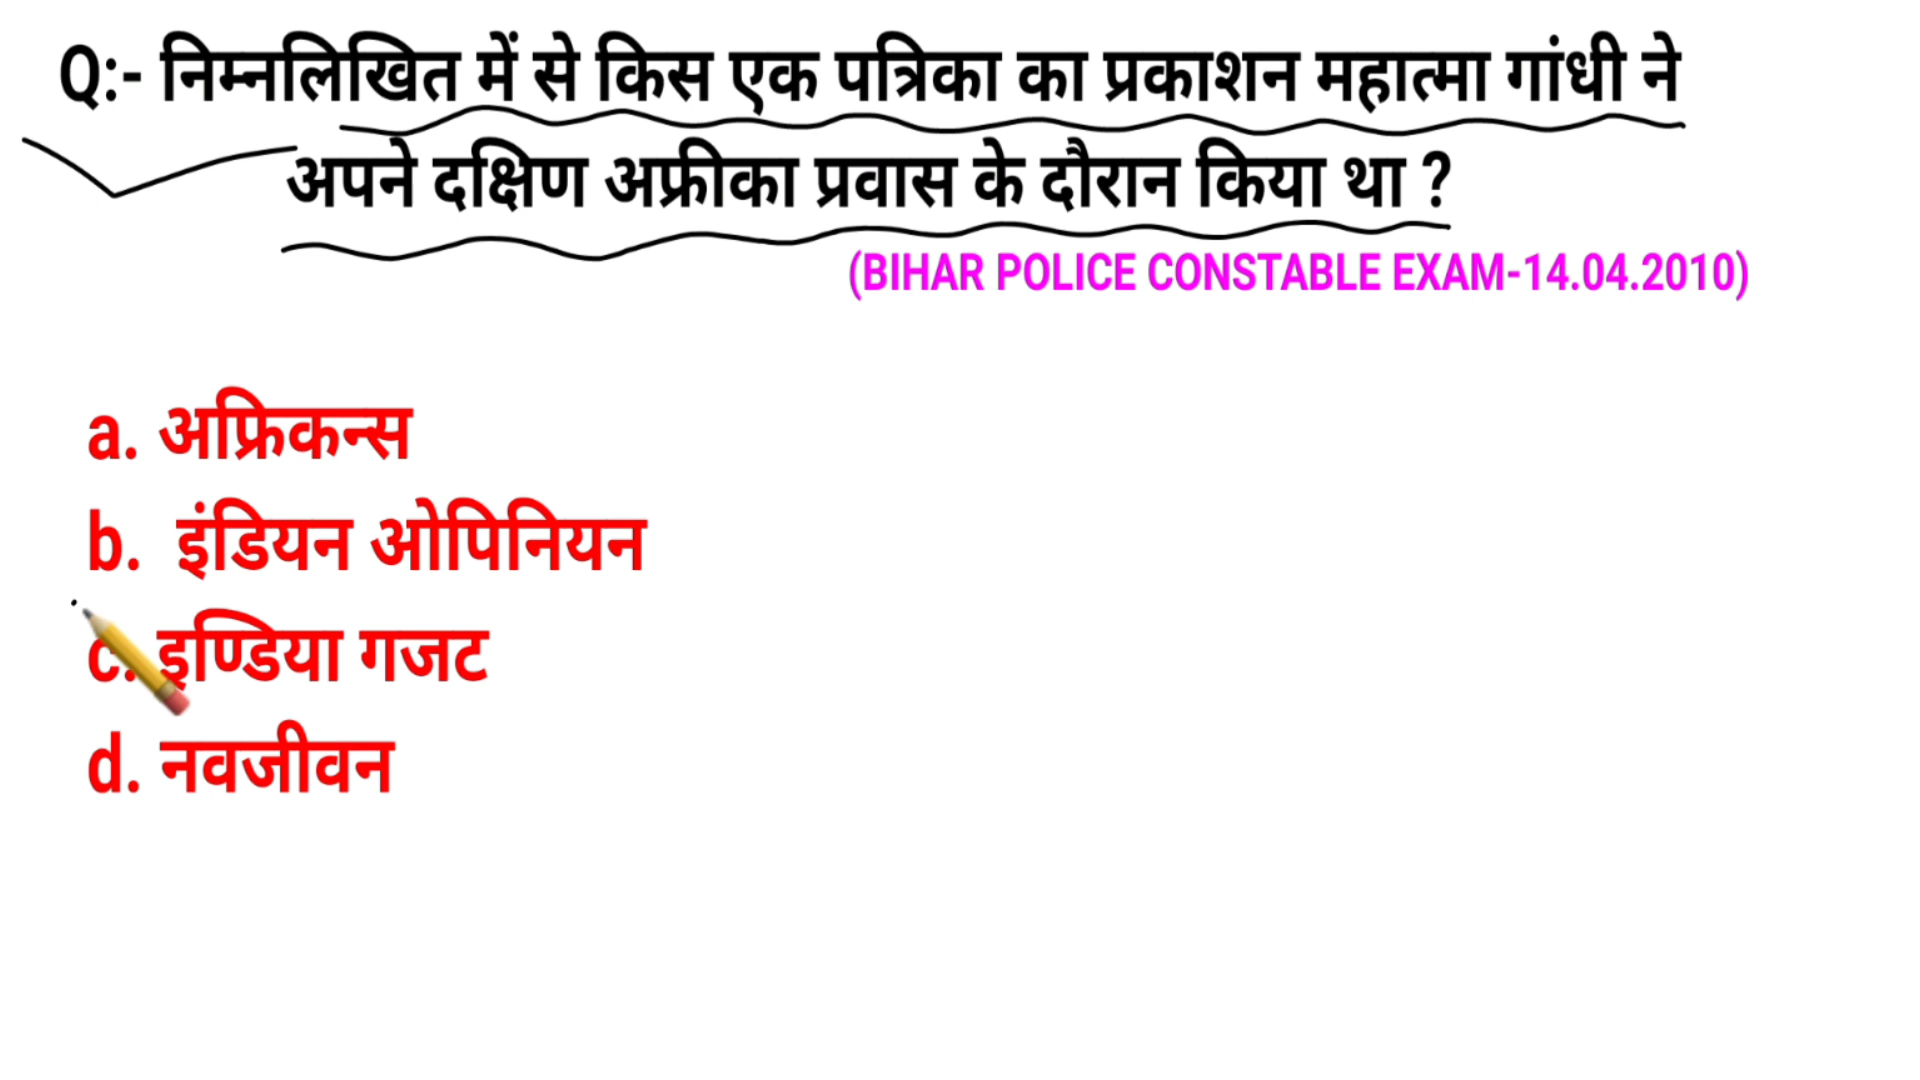 Q:- निम्नलिखित में से किस एक पत्रिका का प्रकाशन महात्मा गांधी ने
अपने दक्षिण अफ्रीका प्रवास के दौरान किया था ?
(BIHAR POLICE CONSTABLE EXAM-14.04.2010)
a. अफ्रिकन्स
b. इंडियन ओपिनियन
c. इण्डिया गजट
d. नवजीवन